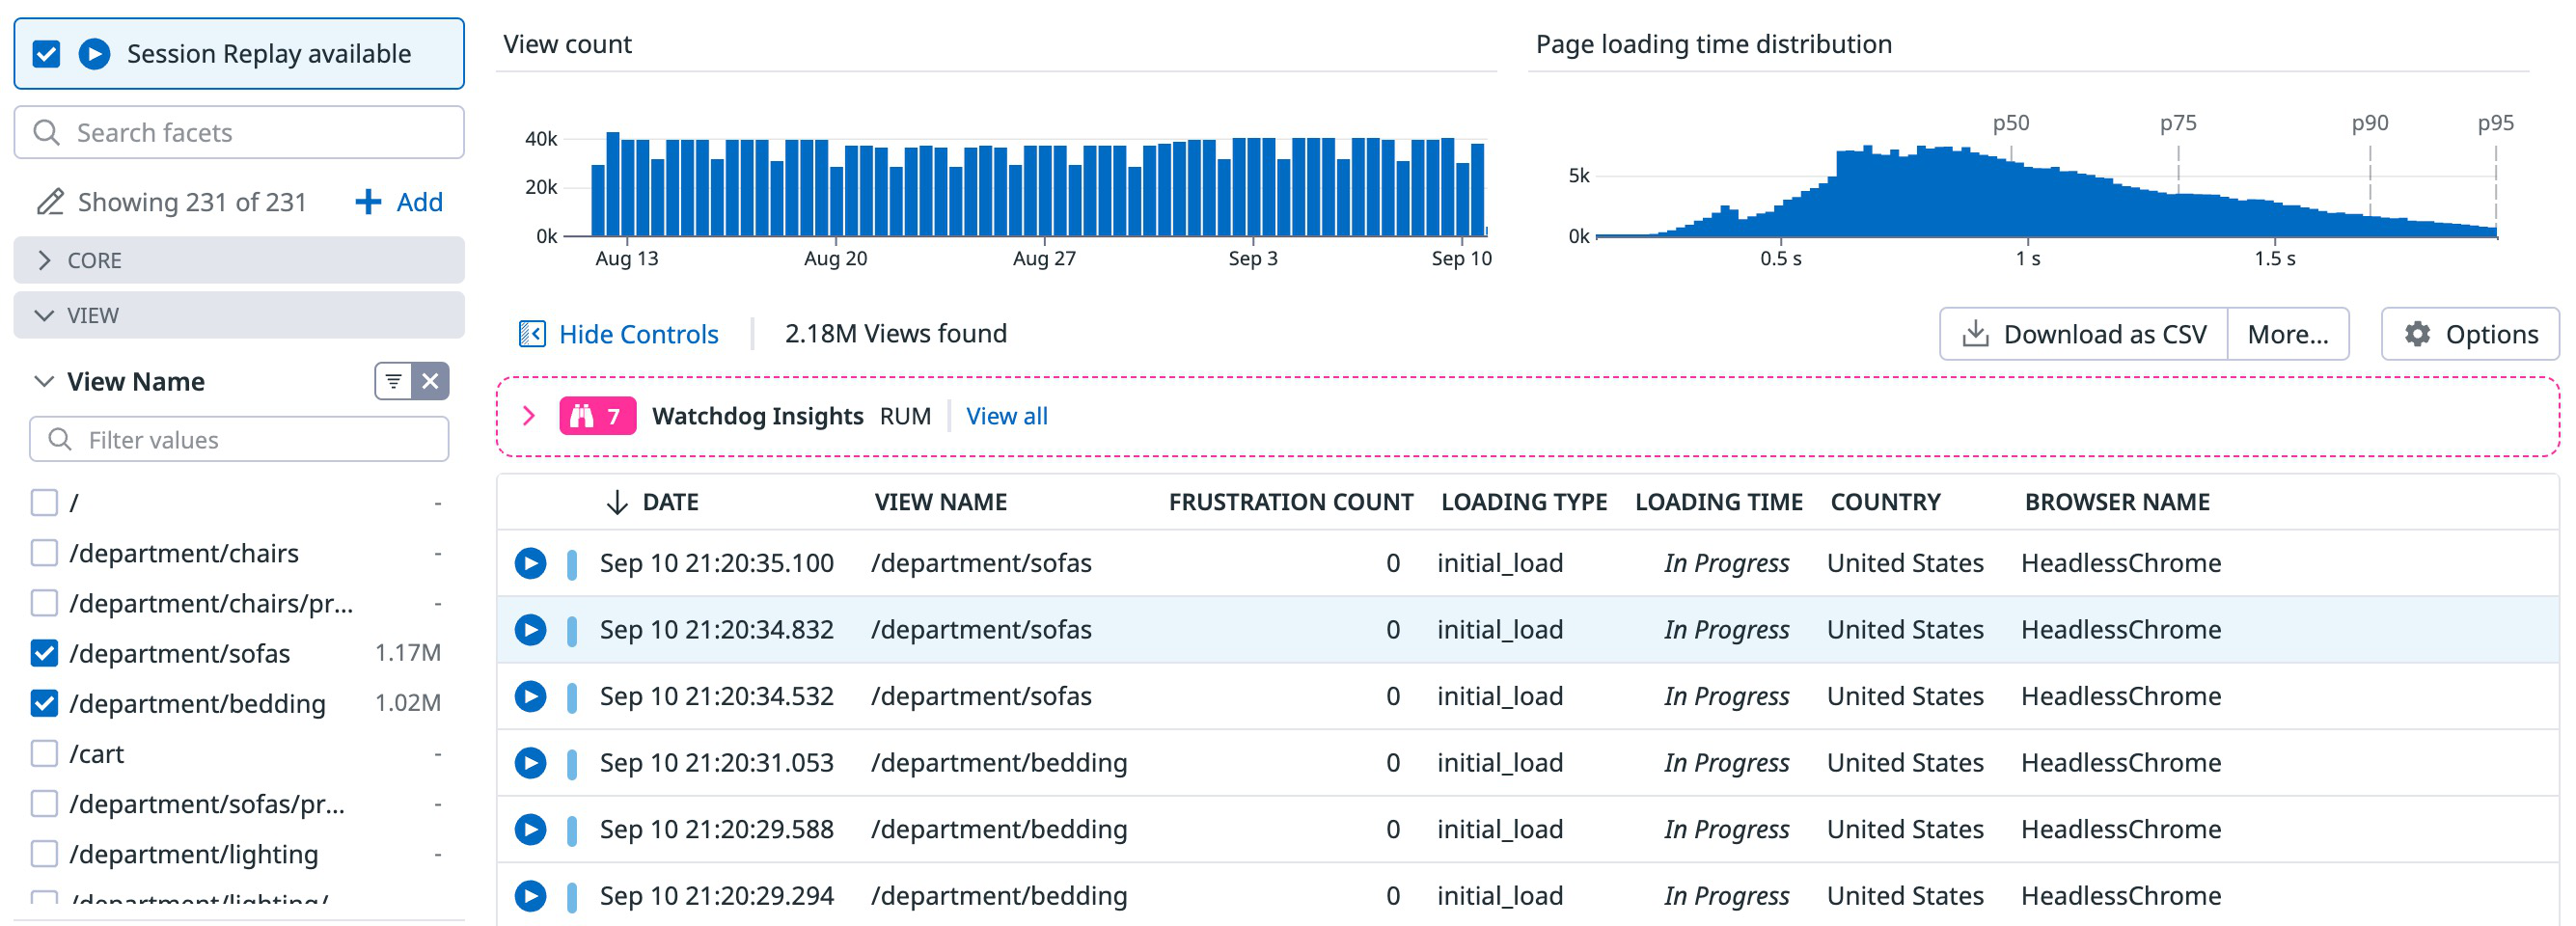 Session Replay available
Search facets
Showing 231 of 231
Add
CORE
VIEW
View Name
Filter values
/ -
/department/chairs -
/department/chairs/pr... -
/department/sofas 1.17M
/department/bedding 1.02M
/cart -
/department/sofas/pr... -
/department/lighting -
/department/lighting/
View count
40k
20k
0k
Aug 13 Aug 20 Aug 27 Sep 3 Sep 10
Page loading time distribution
p50 p75 p90 p95
5k
0k
0.5 s 1 s 1.5 s
Hide Controls 2.18M Views found Download as CSV More... Options
7 Watchdog Insights RUM View all
DATE VIEW NAME FRUSTRATION COUNT LOADING TYPE LOADING TIME COUNTRY BROWSER NAME
Sep 10 21:20:35.100 /department/sofas 0 initial_load In Progress United States HeadlessChrome
Sep 10 21:20:34.832 /department/sofas 0 initial_load In Progress United States HeadlessChrome
Sep 10 21:20:34.532 /department/sofas 0 initial_load In Progress United States HeadlessChrome
Sep 10 21:20:31.053 /department/bedding 0 initial_load In Progress United States HeadlessChrome
Sep 10 21:20:29.588 /department/bedding 0 initial_load In Progress United States HeadlessChrome
Sep 10 21:20:29.294 /department/bedding 0 initial_load In Progress United States HeadlessChrome